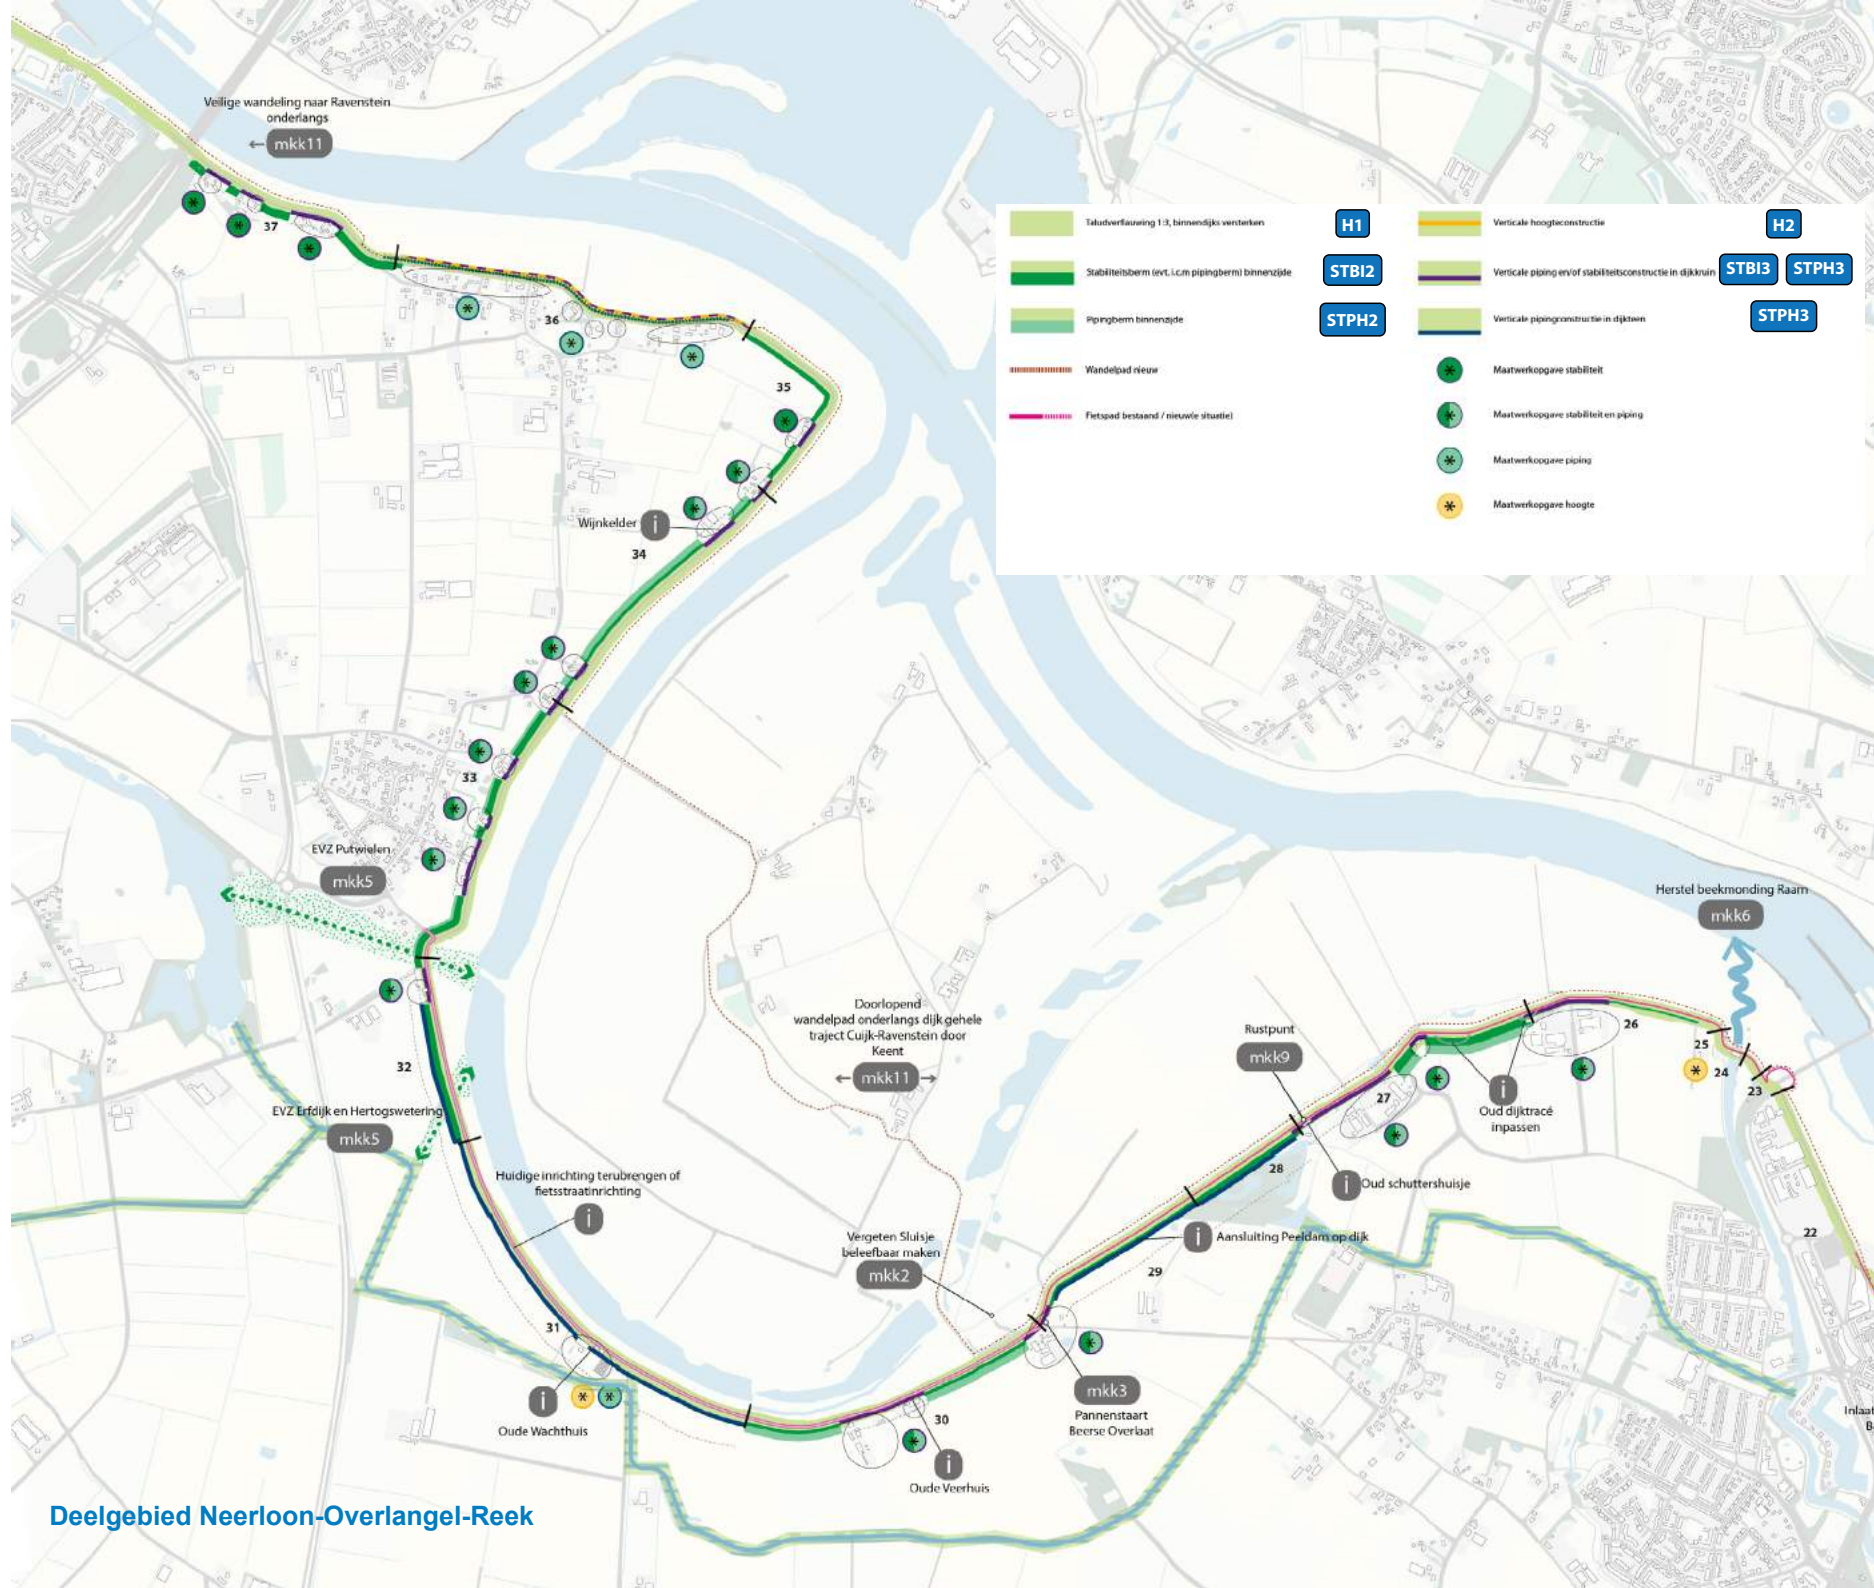 Veilige wandeling naar Ravenstein
onderlangs
mkk11
37
36
35
Wijnkelder i
34
33
EVZ Putwielen
mkk5
32
EVZ Erfdijk en Hertogswetering
mkk5
Huidige inrichting terubrengen of
fietsstraatinrichting
i
31
i
Oude Wachthuis
Doorlopend
wandelpad onderlangs dijk gehele
traject Cuijk-Ravenstein door
Keent
mkk11
Vergeten Sluisje
beleefbaar maken
mkk2
30
i
Oude Veerhuis
mkk3
Pannenstaart
Beerse Overlaat
29
i Aansluiting Peeldam op dijk
28
i Oud schuttershuisje
Rustpunt
mkk9
27
i
Oud dijktracé
inpassen
26
25
24
23
22
Herstel beekmonding Raam
mkk6
Inlaat
B
Taludverflauwing 1:3, binnendijks versterken H1
Stabiliteitsberm (evt. i.c.m pipingberm) binnenzijde STBI2
Pipingberm binnenzijde STPH2
Wandelpad nieuw
Fietspad bestaand / nieuw(e situatie)
Verticale hoogteconstructie H2
Verticale piping en/of stabiliteitsconstructie in dijkkruin STBI3 STPH3
Verticale pipingconstructie in dijkteen STPH3
Maatwerkopgave stabiliteit
Maatwerkopgave stabiliteit en piping
Maatwerkopgave piping
Maatwerkopgave hoogte
Deelgebied Neerloon-Overlangel-Reek